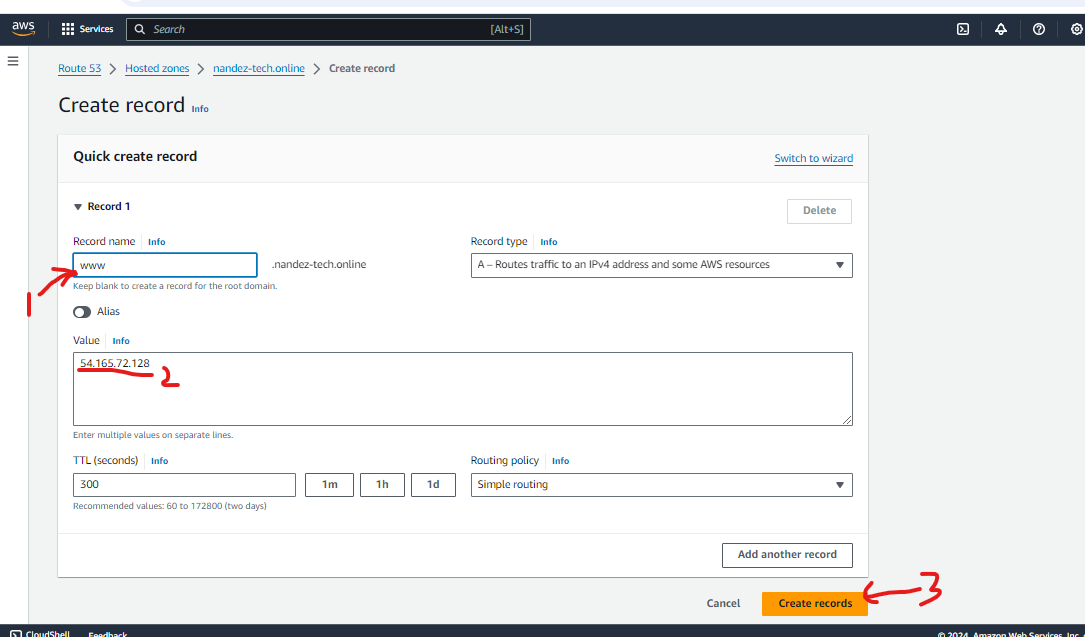 aws Services Search [Alt+S]
Route 53 > Hosted zones > nandez-tech.online > Create record
Create record Info
Quick create record
Switch to wizard
Record 1
Delete
Record name Info
Record type Info
www .nandez-tech.online
A – Routes traffic to an IPv4 address and some AWS resources
Keep blank to create a record for the root domain.
1
Alias
Value Info
54.165.72.128
2
Enter multiple values on separate lines.
TTL (seconds) Info
Routing policy Info
300 1m 1h 1d
Simple routing
Recommended values: 60 to 172800 (two days)
Add another record
Cancel Create records
3
CloudShell Feedback © 2024, Amazon Web Services, Inc.